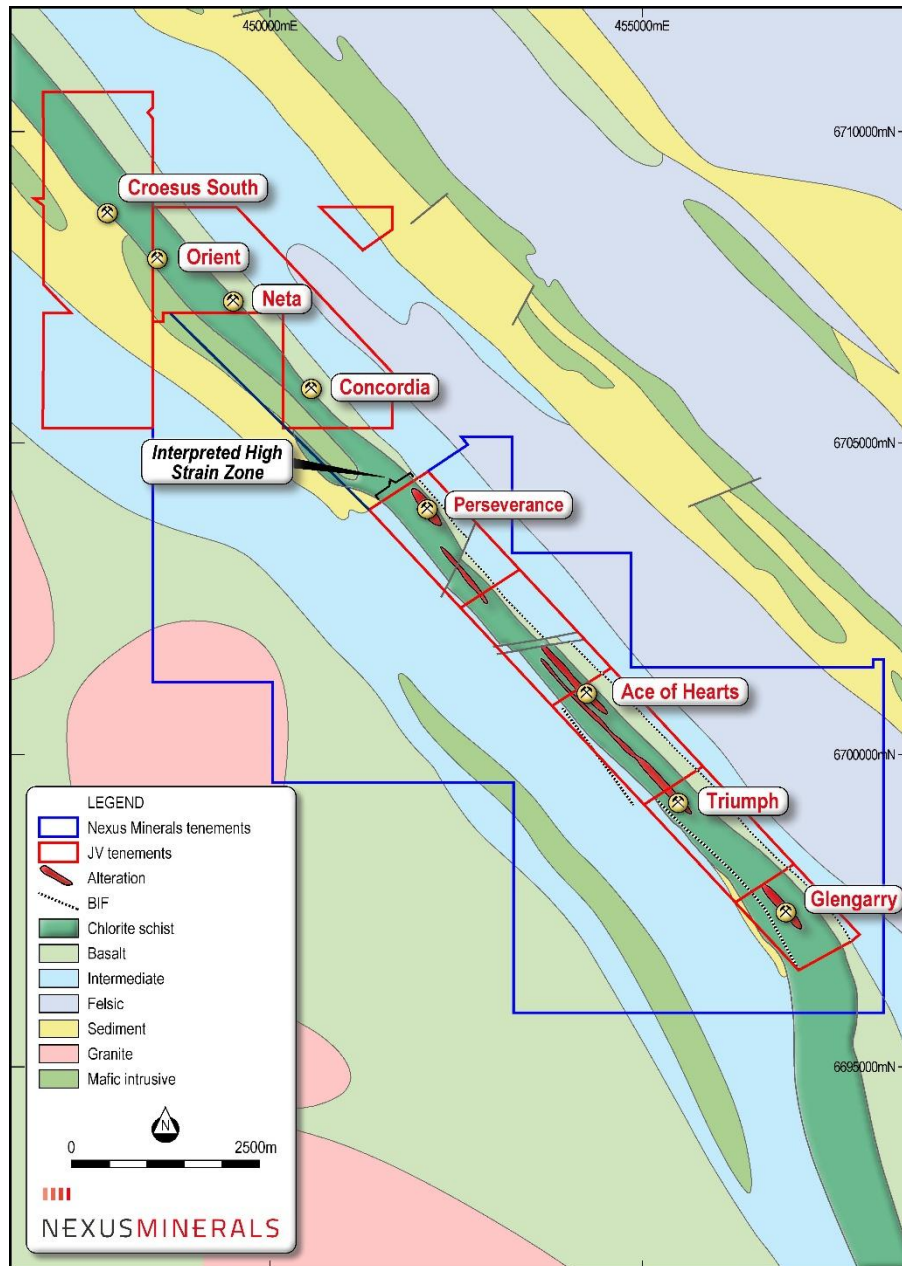 450000mE
455000mE
6710000mN
Croesus South
Orient
Neta
Concordia
6705000mN
Interpreted High
Strain Zone
Perseverance
Ace of Hearts
6700000mN
Triumph
Glengarry
6695000mN
LEGEND
Nexus Minerals tenements
JV tenements
Alteration
BIF
Chlorite schist
Basalt
Intermediate
Felsic
Sediment
Granite
Mafic intrusive
N
0 2500m
NEXUSMINERALS